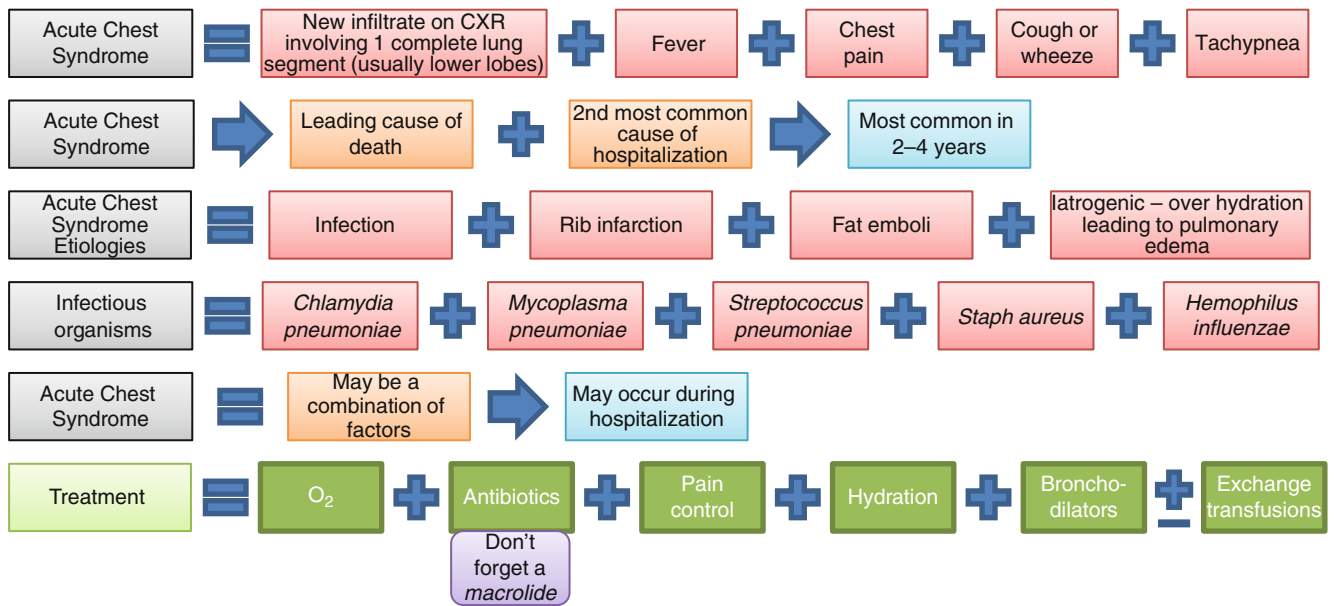 Acute Chest
Syndrome
New infiltrate on CXR
involving 1 complete lung
segment (usually lower lobes)
Fever
Chest
pain
Cough or
wheeze
Tachypnea
Acute Chest
Syndrome
Leading cause of
death
2nd most common
cause of
hospitalization
Most common in
2–4 years
Acute Chest
Syndrome
Etiologies
Infection
Rib infarction
Fat emboli
Iatrogenic – over hydration
leading to pulmonary
edema
Infectious
organisms
Chlamydia
pneumoniae
Mycoplasma
pneumoniae
Streptococcus
pneumoniae
Staph aureus
Hemophilus
influenzae
Acute Chest
Syndrome
May be a
combination of
factors
May occur during
hospitalization
Treatment
O₂
Antibiotics
Don’t
forget a
macrolide
Pain
control
Hydration
Broncho-
dilators
Exchange
transfusions